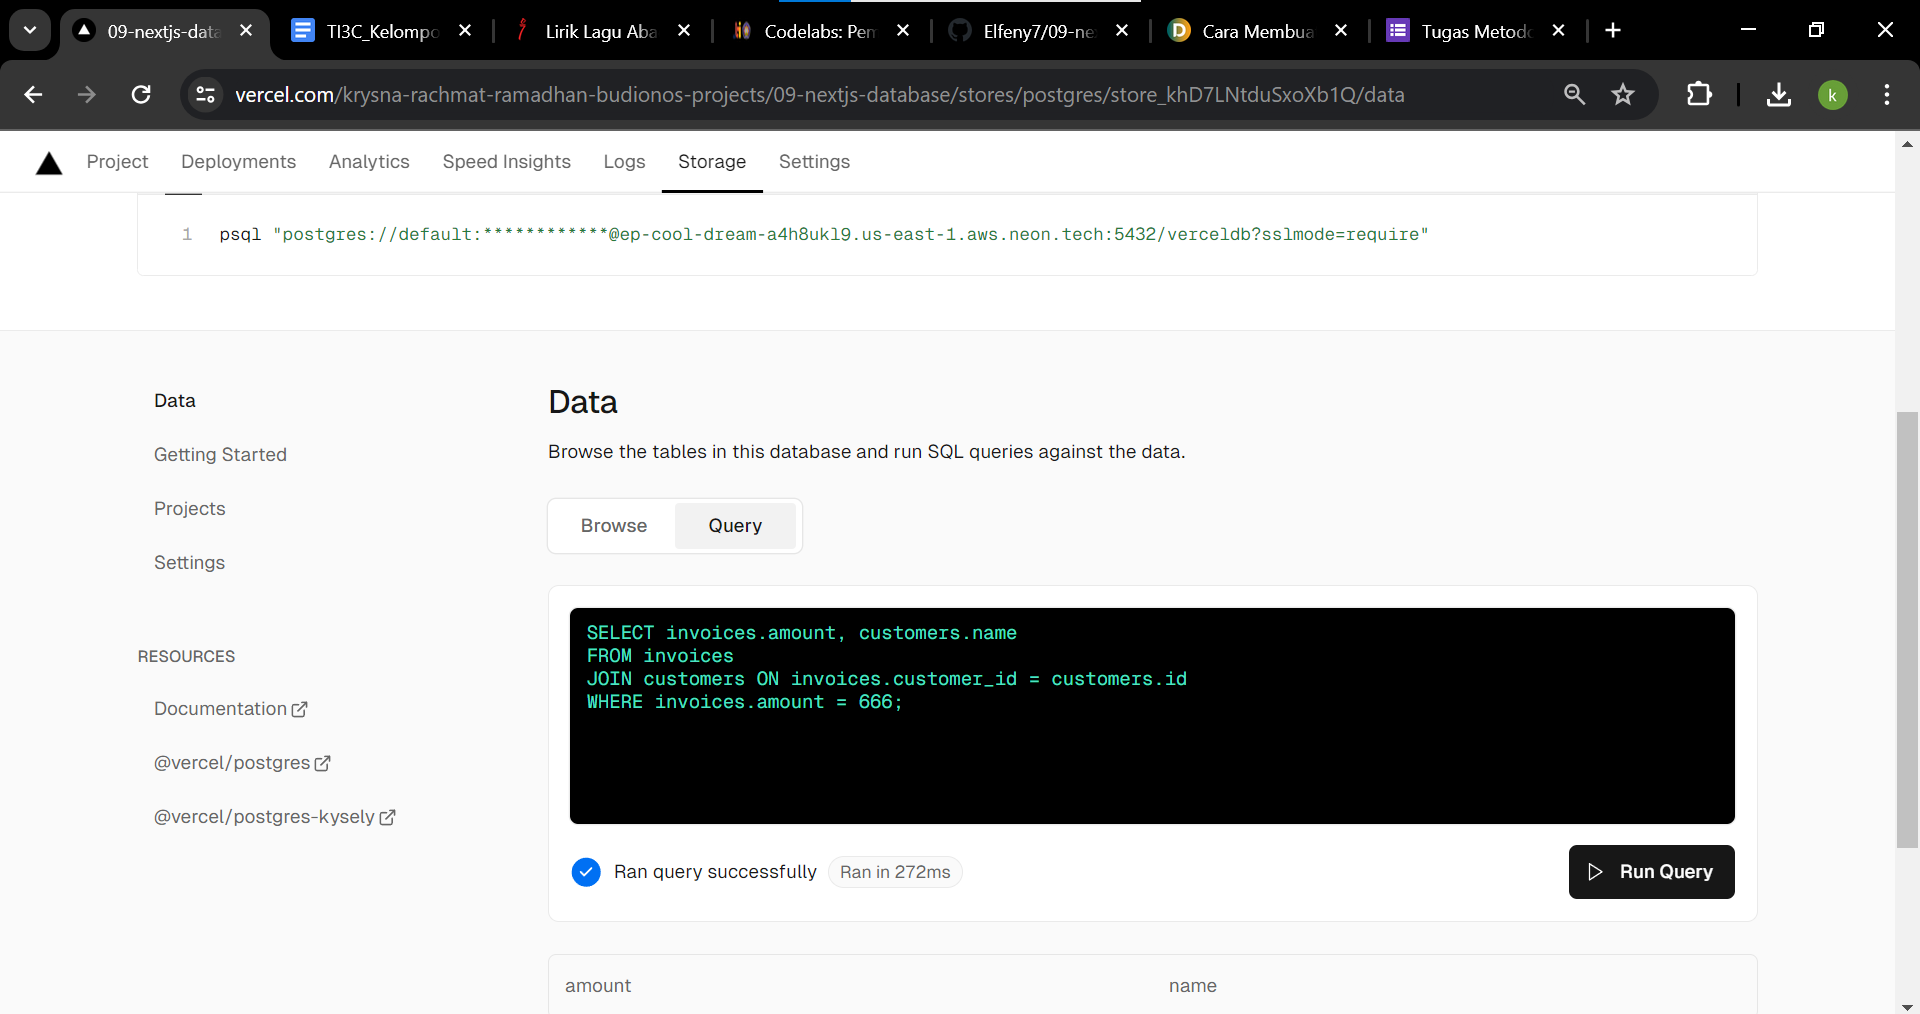 09-nextjs-data
TI3C_Kelompo
Lirik Lagu Aba
Codelabs: Pem
Elfeny7/09-ne
Cara Membua
Tugas Metod
vercel.com/krysna-rachmat-ramadhan-budionos-projects/09-nextjs-database/stores/postgres/store_khD7LNtduSxoXb1Q/data
k
Project
Deployments
Analytics
Speed Insights
Logs
Storage
Settings
1 psql "postgres://default:************@ep-cool-dream-a4h8ukl9.us-east-1.aws.neon.tech:5432/verceldb?sslmode=require"
Data
Getting Started
Projects
Settings
RESOURCES
Documentation
@vercel/postgres
@vercel/postgres-kysely
Data
Browse the tables in this database and run SQL queries against the data.
Browse
Query
SELECT invoices.amount, customers.name
FROM invoices
JOIN customers ON invoices.customer_id = customers.id
WHERE invoices.amount = 666;
Ran query successfully
Ran in 272ms
Run Query
amount
name